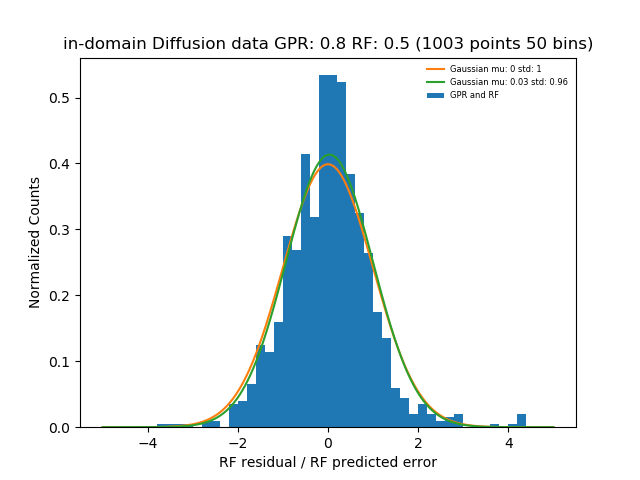 in-domain Diffusion data GPR: 0.8 RF: 0.5 (1003 points 50 bins)
Gaussian mu: 0 std: 1
Gaussian mu: 0.03 std: 0.96
GPR and RF
Normalized Counts
0.5
0.4
0.3
0.2
0.1
0.0
−4 −2 0 2 4
RF residual / RF predicted error